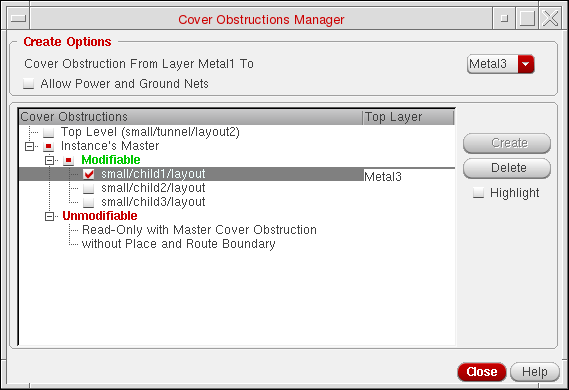 Cover Obstructions Manager
Create Options
Cover Obstruction From Layer Metal1 To Metal3
Allow Power and Ground Nets
Cover Obstructions Top Layer
Top Level (small/tunnel/layout2)
Instance's Master
Modifiable
small/child1/layout Metal3
small/child2/layout
small/child3/layout
Unmodifiable
Read-Only with Master Cover Obstruction
without Place and Route Boundary
Create
Delete
Highlight
Close Help